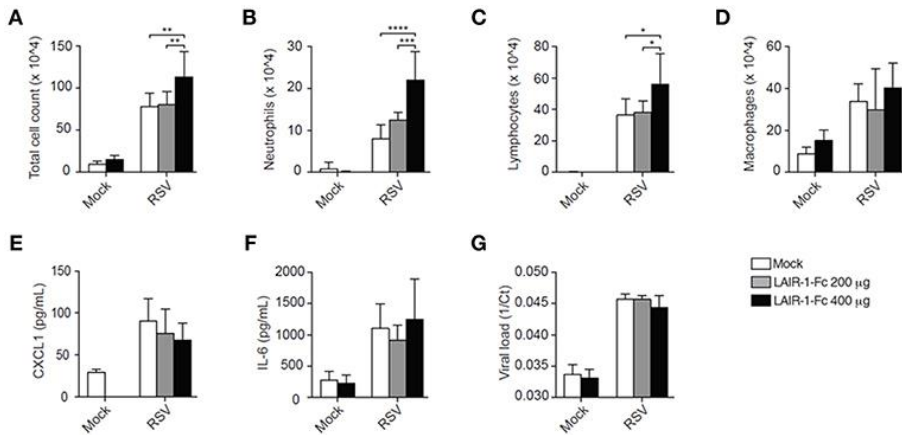 A
Total cell count (x 10^4)
150
100
50
0
**
**
Mock
RSV
B
Neutrophils (x 10^4)
30
20
10
0
****
***
Mock
RSV
C
Lymphocytes (x 10^4)
80
60
40
20
0
*
*
Mock
RSV
D
Macrophages (x 10^4)
60
40
20
0
Mock
RSV
E
CXCL1 (pg/mL)
150
100
50
0
Mock
RSV
F
IL-6 (pg/mL)
2000
1500
1000
500
0
Mock
RSV
G
Viral load (1/Ct)
0.050
0.045
0.040
0.035
0.030
Mock
RSV
Mock
LAIR-1-Fc 200 µg
LAIR-1-Fc 400 µg